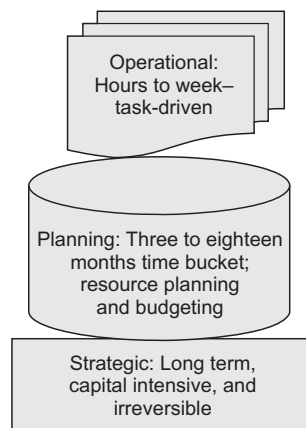 Operational:
Hours to week–
task-driven
Planning: Three to eighteen
months time bucket;
resource planning
and budgeting
Strategic: Long term,
capital intensive, and
irreversible